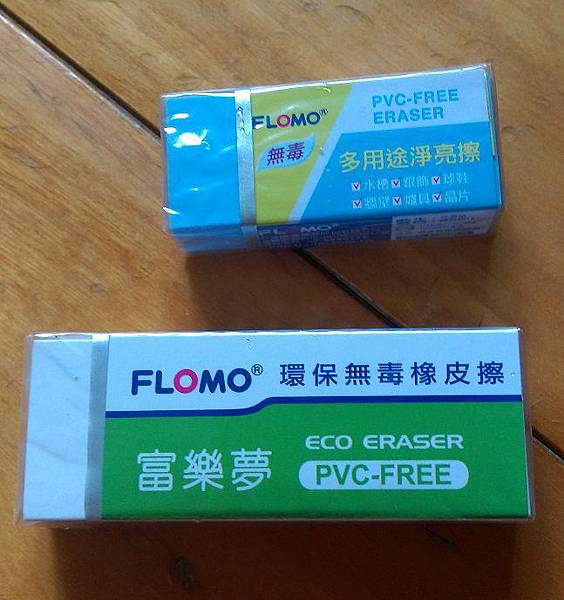 FLOMO®
無毒
PVC-FREE
ERASER
多用途淨亮擦
水槽 銀飾 球鞋
牆壁 爐具 晶片
FLOMO
FLOMO® 環保無毒橡皮擦
富樂夢
ECO ERASER
PVC-FREE